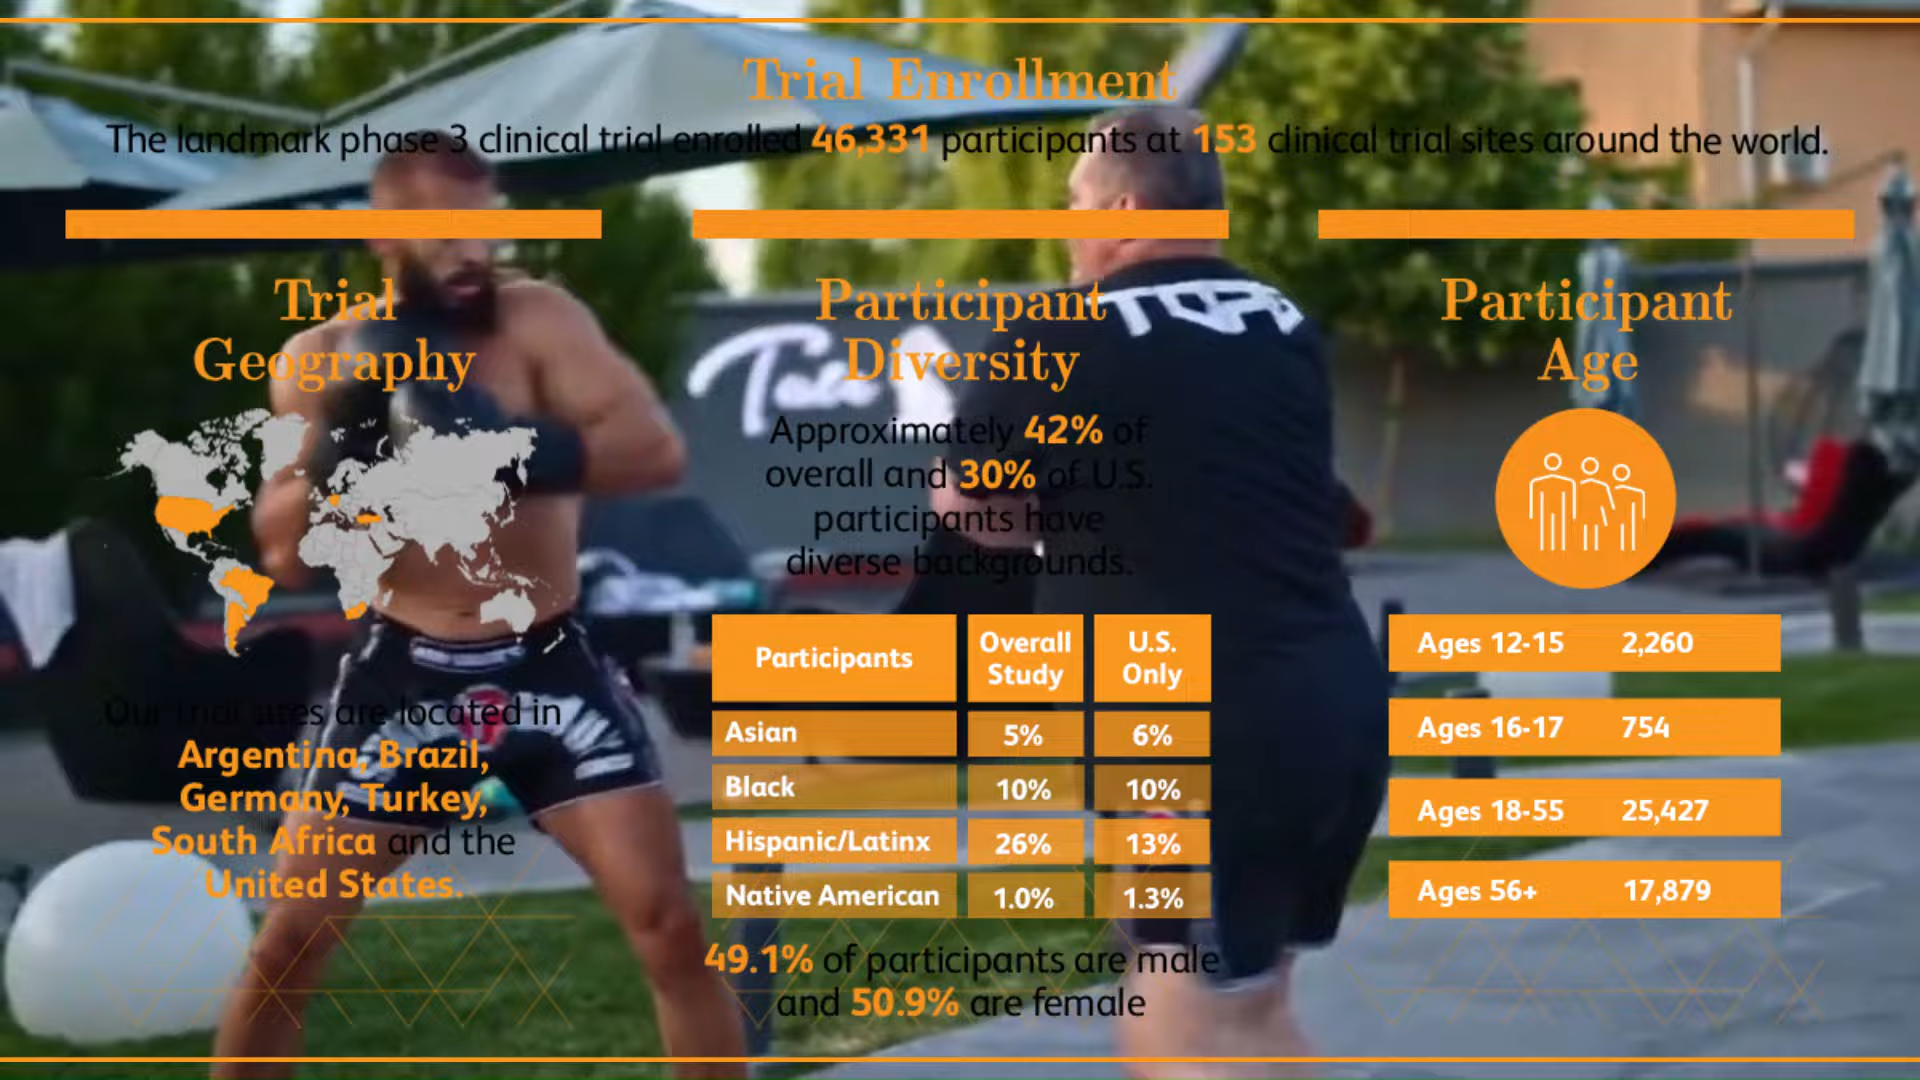 Trial Enrollment
The landmark phase 3 clinical trial enrolled 46,331 participants at 153 clinical trial sites around the world.
Trial
Geography
Our trial sites are located in
Argentina, Brazil,
Germany, Turkey,
South Africa and the
United States.
Participant
Diversity
Approximately 42% of
overall and 30% of U.S.
participants have
diverse backgrounds.
Participants Overall Study U.S. Only
Asian 5% 6%
Black 10% 10%
Hispanic/Latinx 26% 13%
Native American 1.0% 1.3%
49.1% of participants are male
and 50.9% are female
Participant
Age
Ages 12-15 2,260
Ages 16-17 754
Ages 18-55 25,427
Ages 56+ 17,879